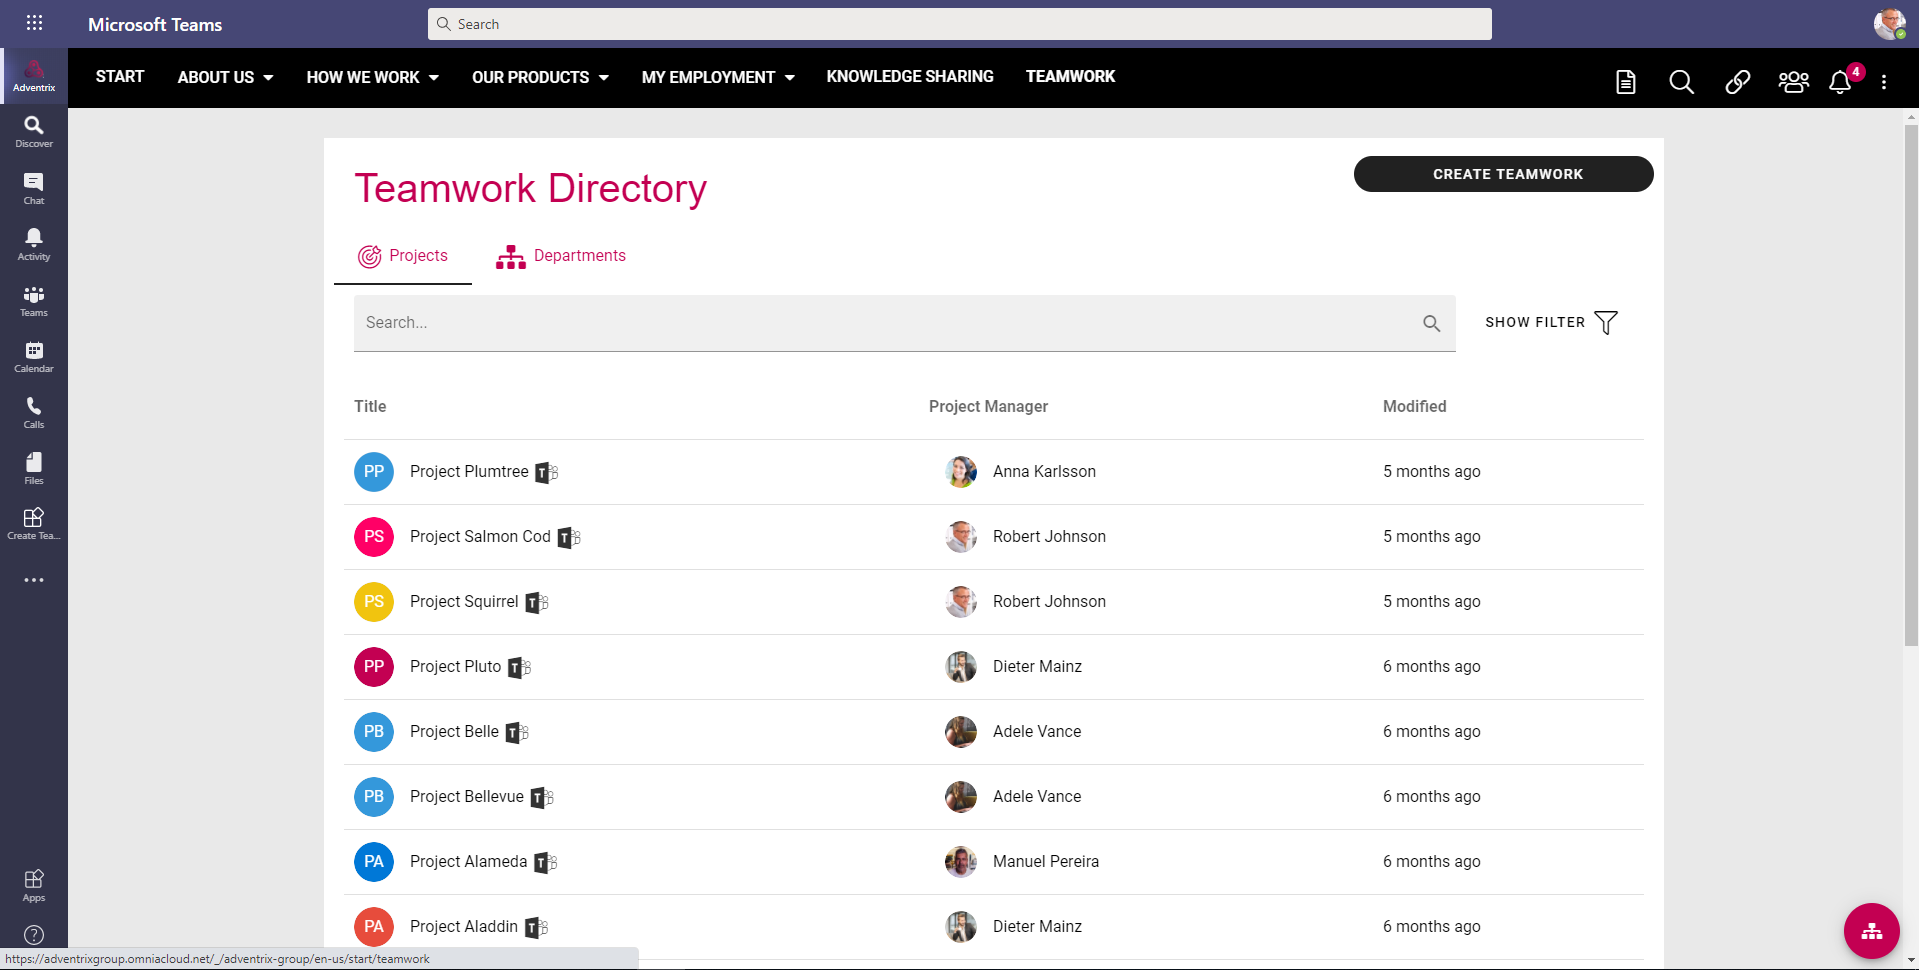 Microsoft Teams
Search
Adventrix
START ABOUT US HOW WE WORK OUR PRODUCTS MY EMPLOYMENT KNOWLEDGE SHARING TEAMWORK
4
Discover
Chat
Activity
Teams
Calendar
Calls
Files
Create Tea...
Apps
Teamwork Directory
CREATE TEAMWORK
Projects Departments
Search...
SHOW FILTER
Title Project Manager Modified
PP Project Plumtree T Anna Karlsson 5 months ago
PS Project Salmon Cod T Robert Johnson 5 months ago
PS Project Squirrel T Robert Johnson 5 months ago
PP Project Pluto T Dieter Mainz 6 months ago
PB Project Belle T Adele Vance 6 months ago
PB Project Bellevue T Adele Vance 6 months ago
PA Project Alameda T Manuel Pereira 6 months ago
PA Project Aladdin T Dieter Mainz 6 months ago
https://adventrixgroup.omniacloud.net/_/adventrix-group/en-us/start/teamwork